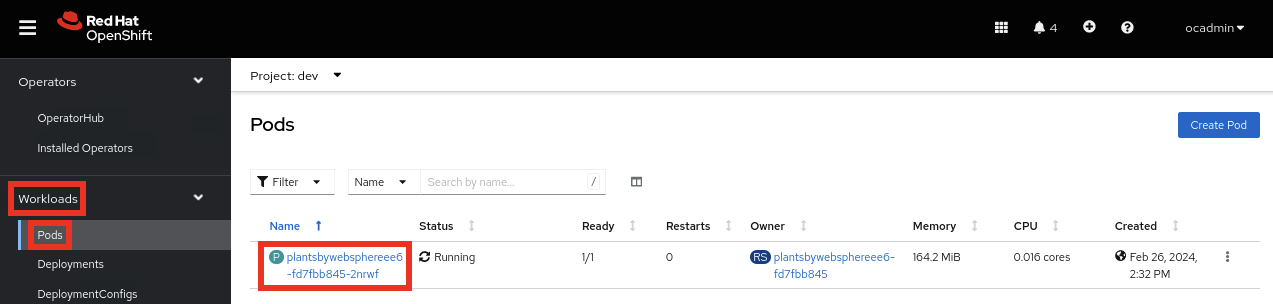 Red Hat
OpenShift
4
ocadmin
Operators
OperatorHub
Installed Operators
Workloads
Pods
Deployments
DeploymentConfigs
Project: dev
Pods
Create Pod
Filter Name Search by name... /
Name Status Ready Restarts Owner Memory CPU Created
P plantsbywebsphereee6 Running 1/1 0 RS plantsbywebsphereee6- 164.2 MiB 0.016 cores Feb 26, 2024,
-fd7fbb845-2nrwf fd7fbb845 2:32 PM